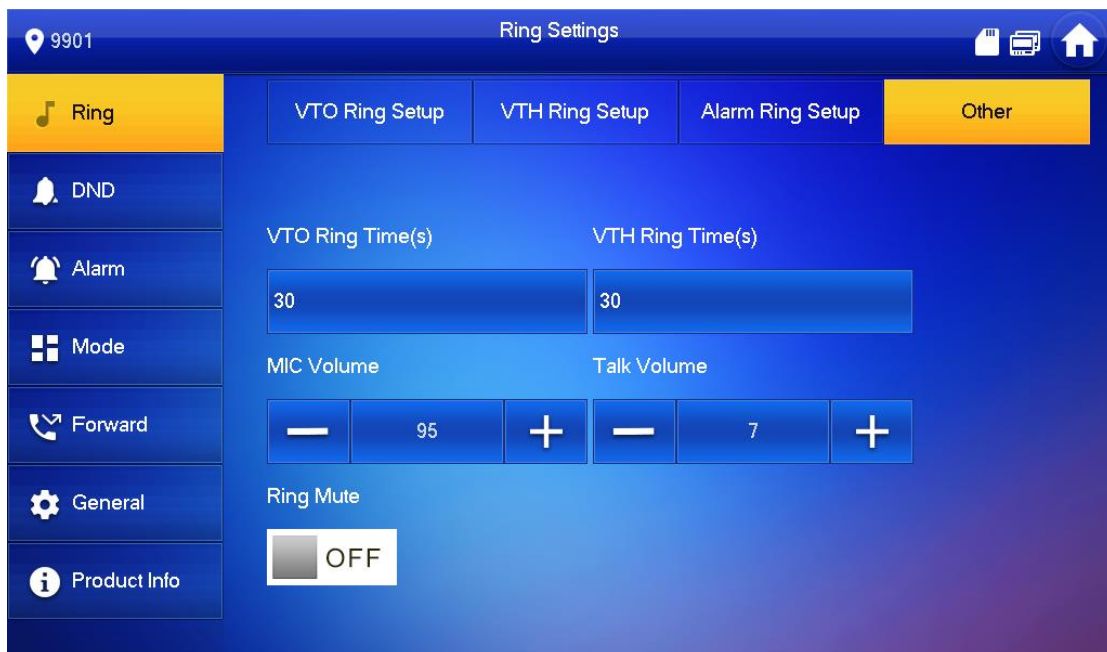 9901
Ring Settings
Ring
VTO Ring Setup
VTH Ring Setup
Alarm Ring Setup
Other
DND
Alarm
Mode
Forward
General
Product Info
VTO Ring Time(s)
VTH Ring Time(s)
30
30
MIC Volume
Talk Volume
95
7
Ring Mute
OFF